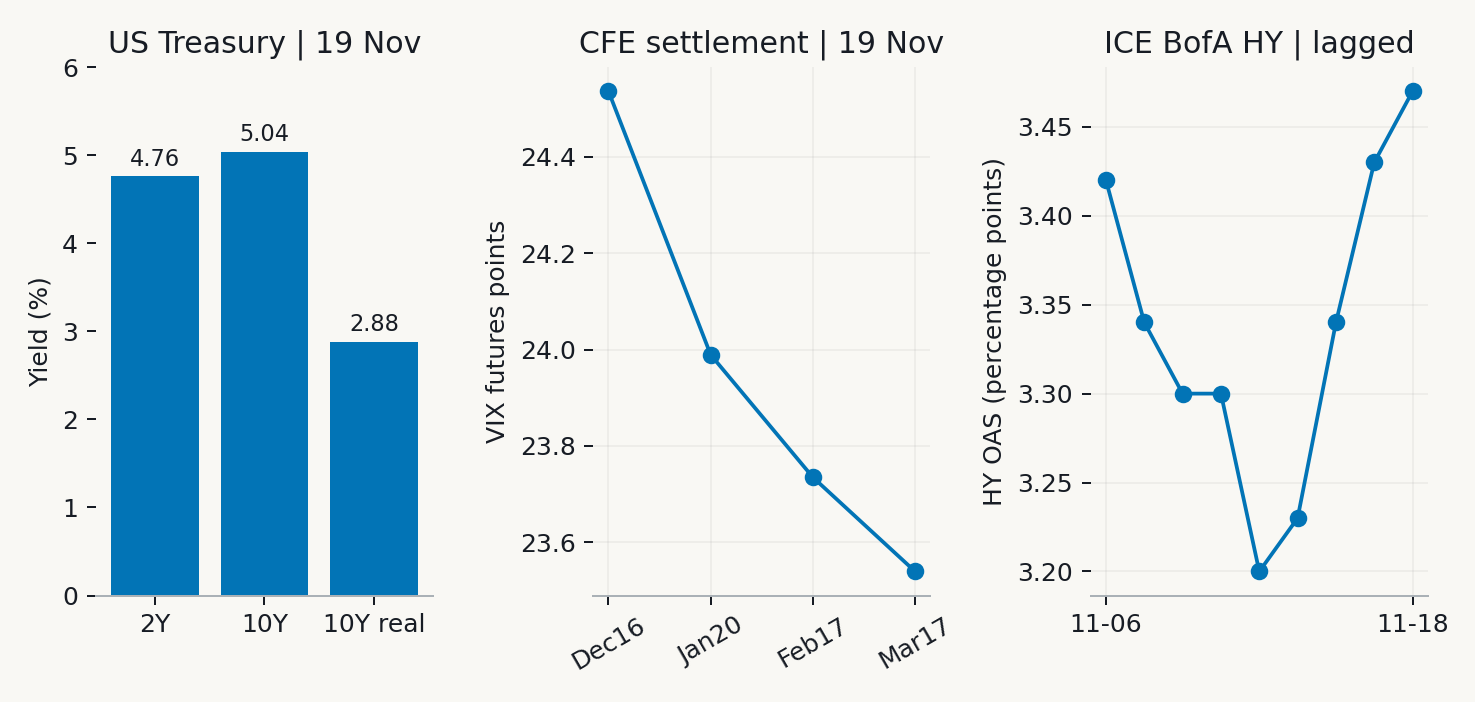 US Treasury | 19 Nov
Yield (%)
6
5
4
3
2
1
0
4.76
5.04
2.88
2Y
10Y
10Y real
CFE settlement | 19 Nov
VIX futures points
24.4
24.2
24.0
23.8
23.6
Dec16
Jan20
Feb17
Mar17
ICE BofA HY | lagged
HY OAS (percentage points)
3.45
3.40
3.35
3.30
3.25
3.20
11-06
11-18